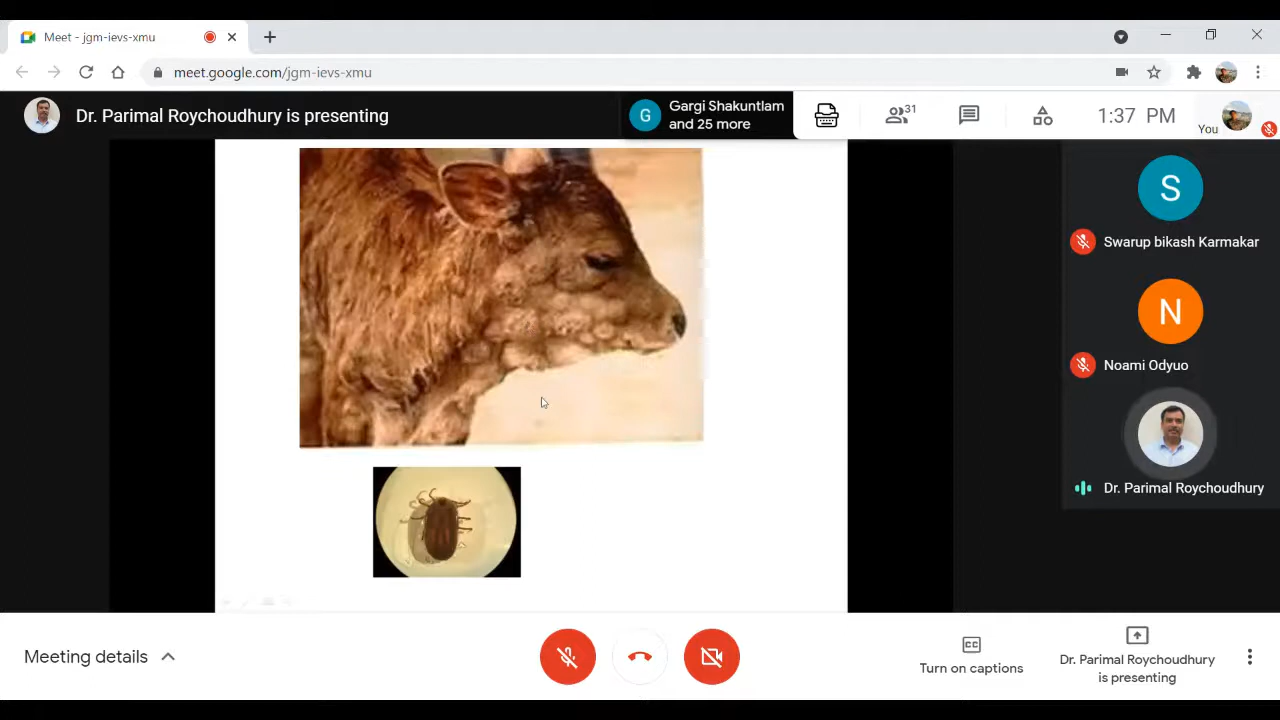 Meet - jgm-ievs-xmu
meet.google.com/jgm-ievs-xmu
Dr. Parimal Roychoudhury is presenting
G
Gargi Shakuntlam
and 25 more
31
1:37 PM
You
S
Swarup bikash Karmakar
N
Noami Odyuo
Dr. Parimal Roychoudhury
Meeting details
CC
Turn on captions
Dr. Parimal Roychoudhury
is presenting